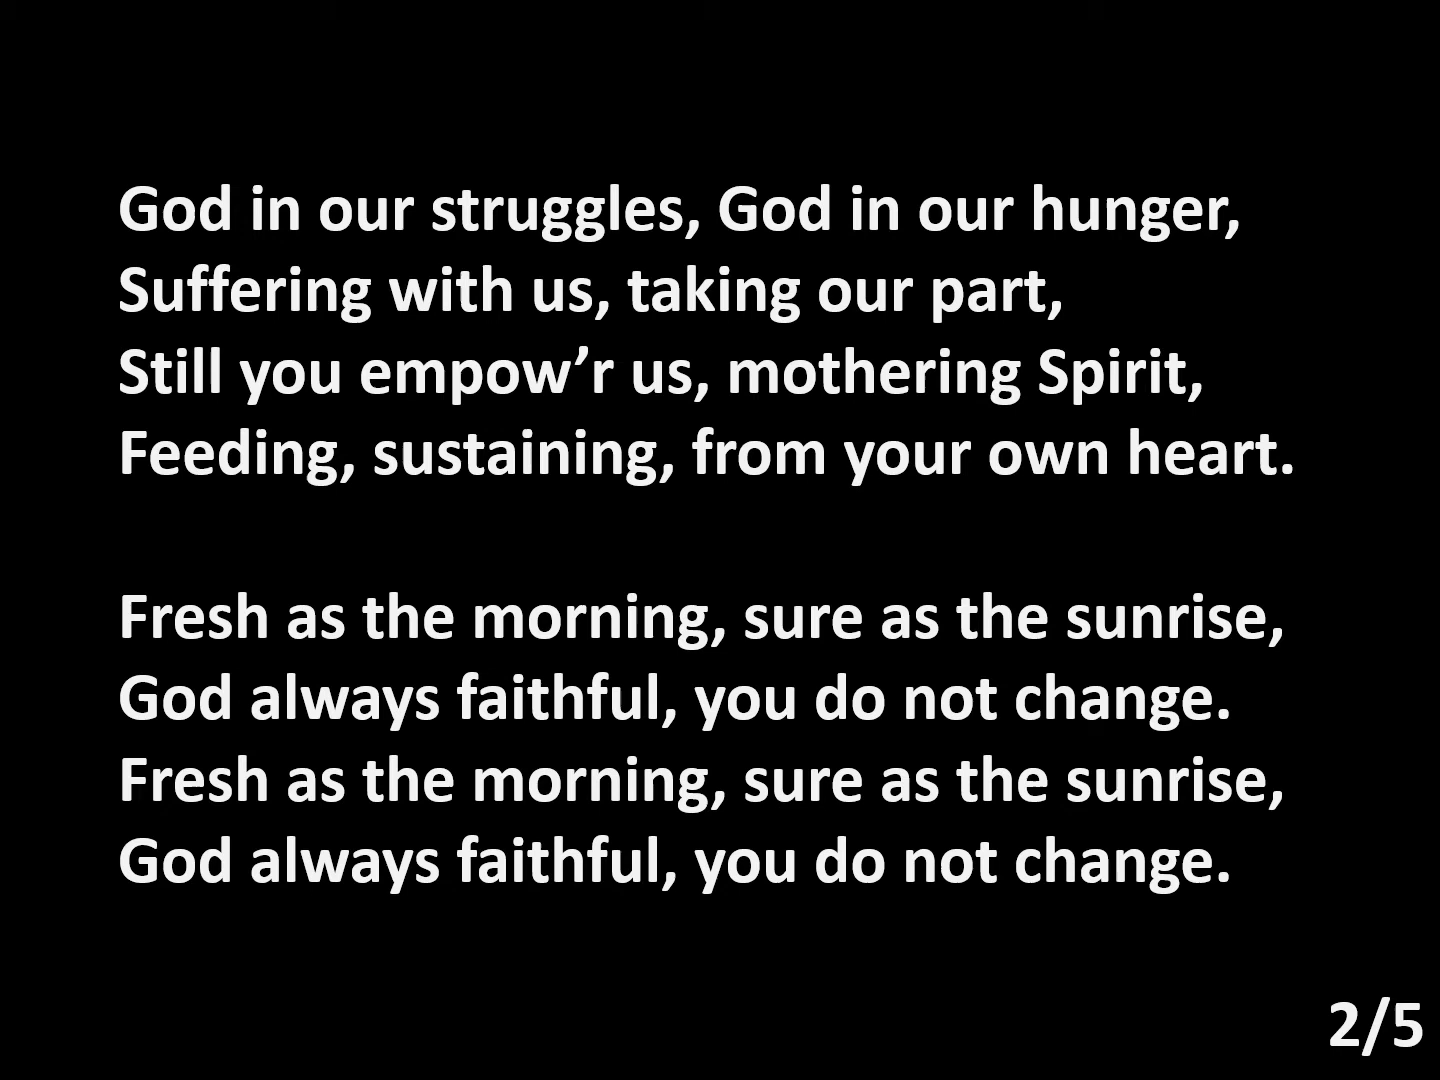 God in our struggles, God in our hunger,
Suffering with us, taking our part,
Still you empow’r us, mothering Spirit,
Feeding, sustaining, from your own heart.
Fresh as the morning, sure as the sunrise,
God always faithful, you do not change.
Fresh as the morning, sure as the sunrise,
God always faithful, you do not change.
2/5